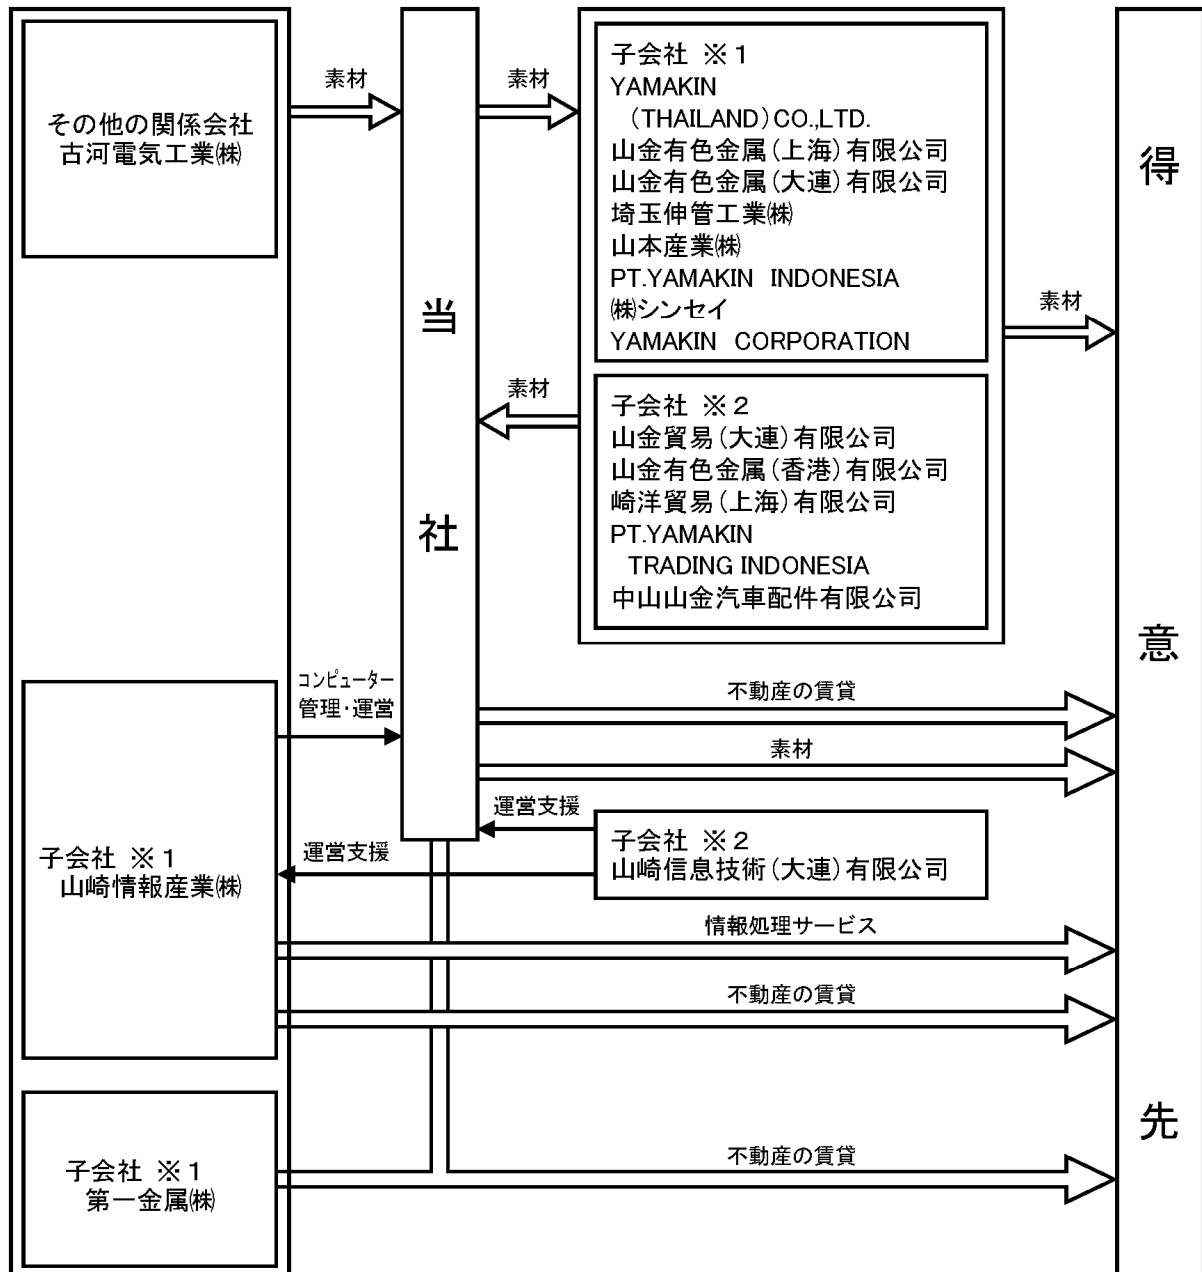 その他の関係会社
古河電気工業㈱
素材
当
社
素材
子会社 ※1
YAMAKIN
(THAILAND)CO.,LTD.
山金有色金属(上海)有限公司
山金有色金属(大連)有限公司
埼玉伸管工業㈱
山本産業㈱
PT.YAMAKIN INDONESIA
㈱シンセイ
YAMAKIN CORPORATION
素材
素材
子会社 ※2
山金貿易(大連)有限公司
山金有色金属(香港)有限公司
崎洋貿易(上海)有限公司
PT.YAMAKIN
TRADING INDONESIA
中山山金汽車配件有限公司
得
意
先
コンピューター
管理・運営
不動産の賃貸
素材
運営支援
子会社 ※2
山崎信息技術(大連)有限公司
子会社 ※1
山崎情報産業㈱
運営支援
情報処理サービス
不動産の賃貸
子会社 ※1
第一金属㈱
不動産の賃貸